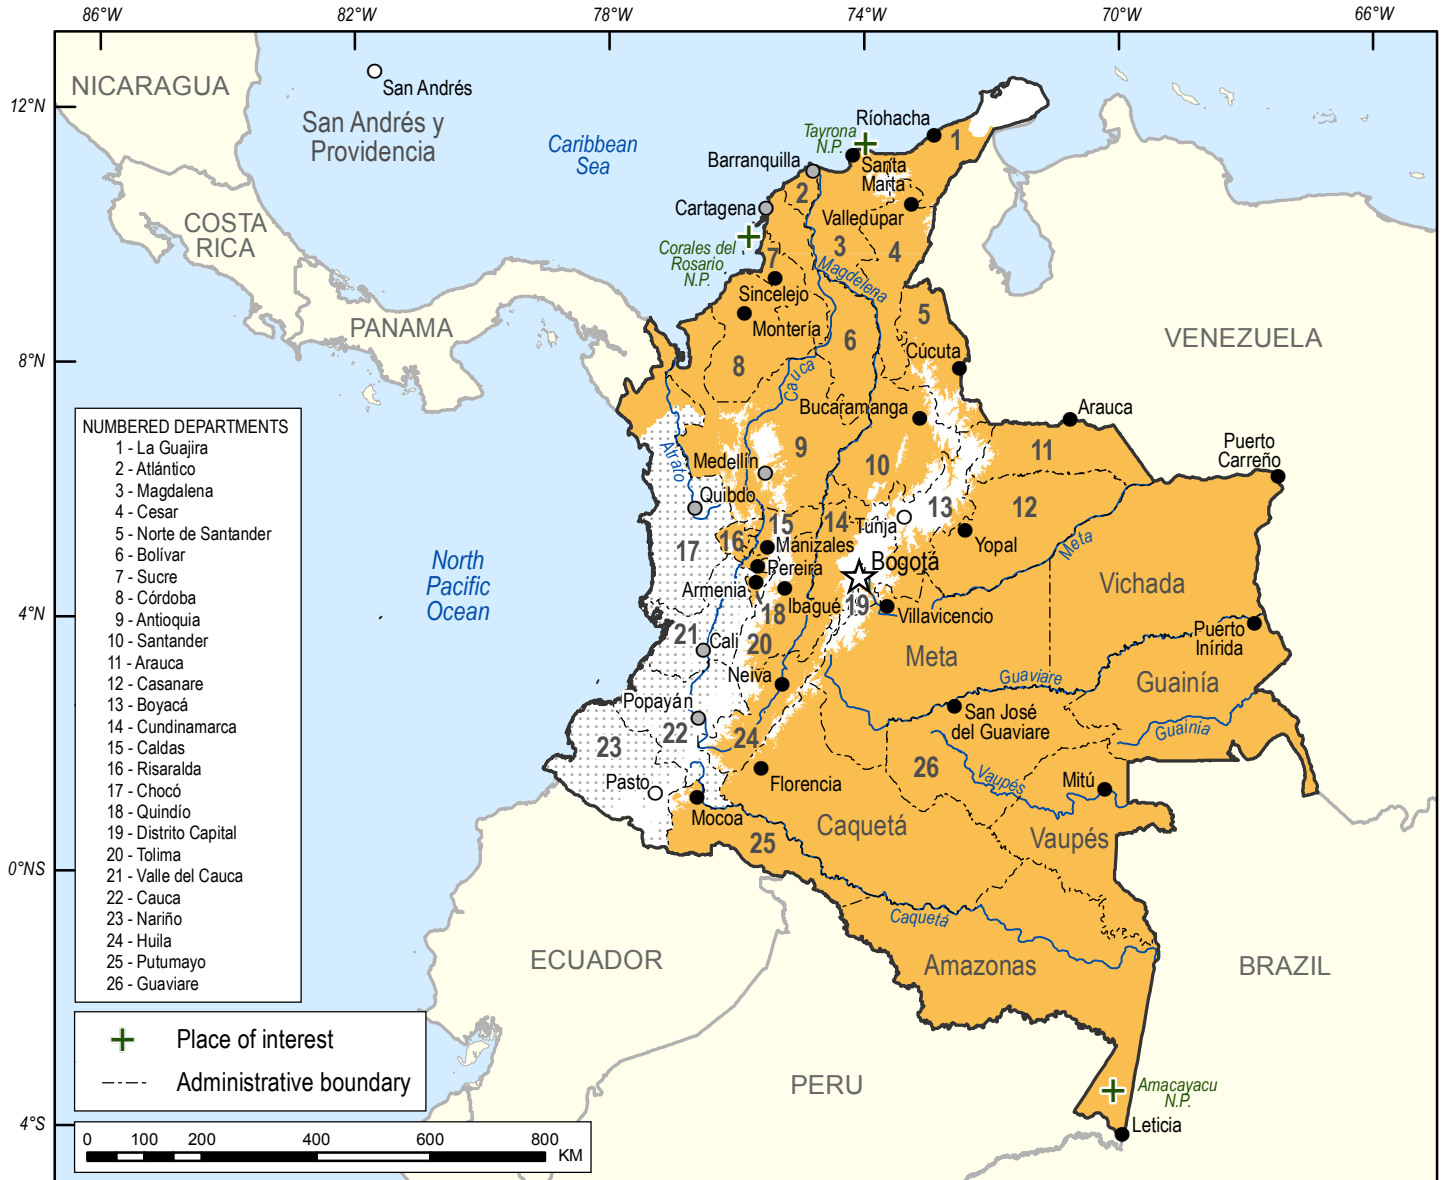 86°W
82°W
78°W
74°W
70°W
66°W
12°N
8°N
4°N
0°NS
4°S
NICARAGUA
San Andrés
San Andrés y
Providencia
Caribbean
Sea
COSTA
RICA
PANAMA
VENEZUELA
ECUADOR
PERU
BRAZIL
North
Pacific
Ocean
Tayrona
N.P.
Ríohacha
1
Barranquilla
Santa
Marta
2
Cartagena
Valledupar
3
4
Corales del
Rosario
N.P.
7
Magdelena
Sincelejo
5
Montería
6
Cúcuta
8
Cauca
Bucaramanga
Arauca
Puerto
Carreño
Atrato
Medellín
9
10
11
Quibdo
13
12
15
14
Tunja
16
Manizales
Yopal
Meta
17
Pereira
Bogotá
Vichada
Armenia
Ibagué
19
Villavicencio
18
21
Cali
20
Meta
Puerto
Inírida
Neiva
Guaviare
Guainía
Popayán
San José
del Guaviare
Guainia
22
24
23
26
Pasto
Florencia
Vaupés
Mitú
Mocoa
Caquetá
Vaupés
25
Caquetá
Amazonas
Amacayacu
N.P.
Leticia
NUMBERED DEPARTMENTS
1 - La Guajira
2 - Atlántico
3 - Magdalena
4 - Cesar
5 - Norte de Santander
6 - Bolívar
7 - Sucre
8 - Córdoba
9 - Antioquia
10 - Santander
11 - Arauca
12 - Casanare
13 - Boyacá
14 - Cundinamarca
15 - Caldas
16 - Risaralda
17 - Chocó
18 - Quindío
19 - Distrito Capital
20 - Tolima
21 - Valle del Cauca
22 - Cauca
23 - Nariño
24 - Huila
25 - Putumayo
26 - Guaviare
Place of interest
Administrative boundary
0 100 200 400 600 800
KM